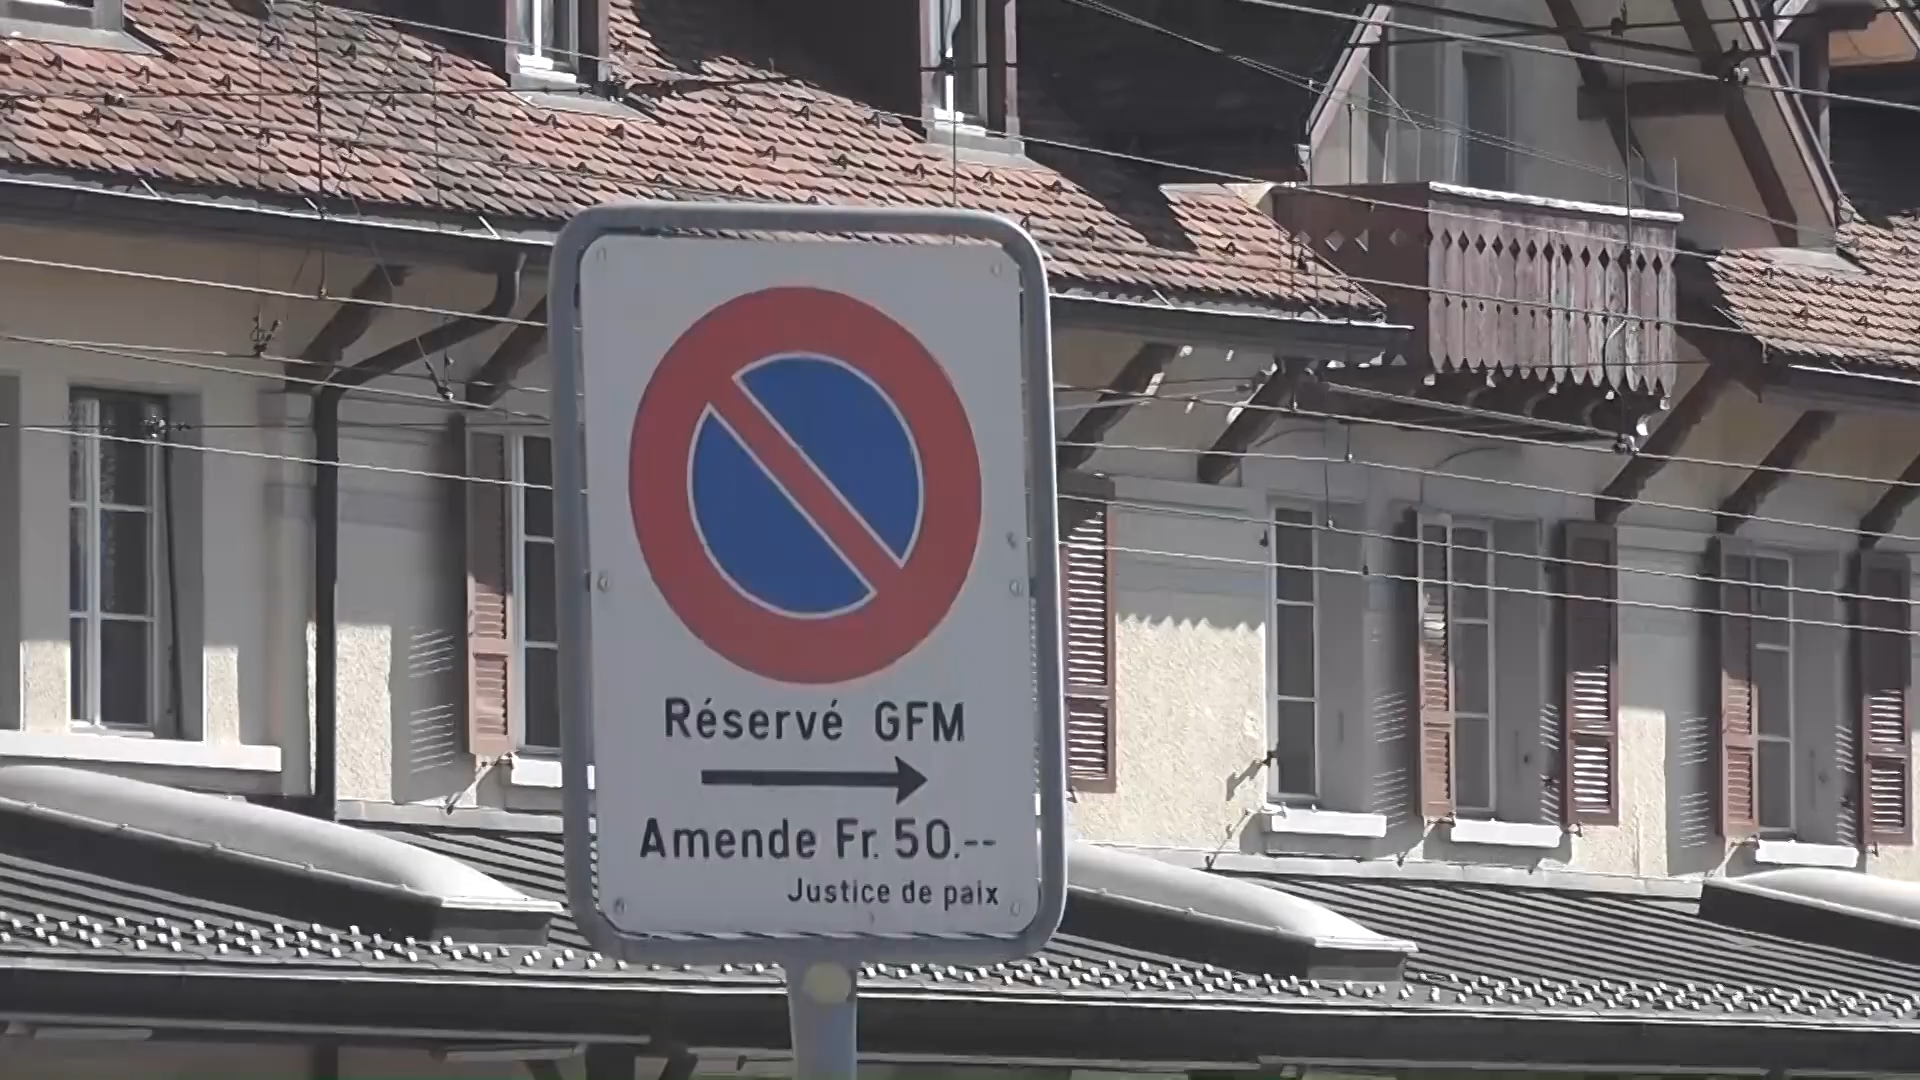 Réservé GFM
Amende Fr. 50.--
Justice de paix